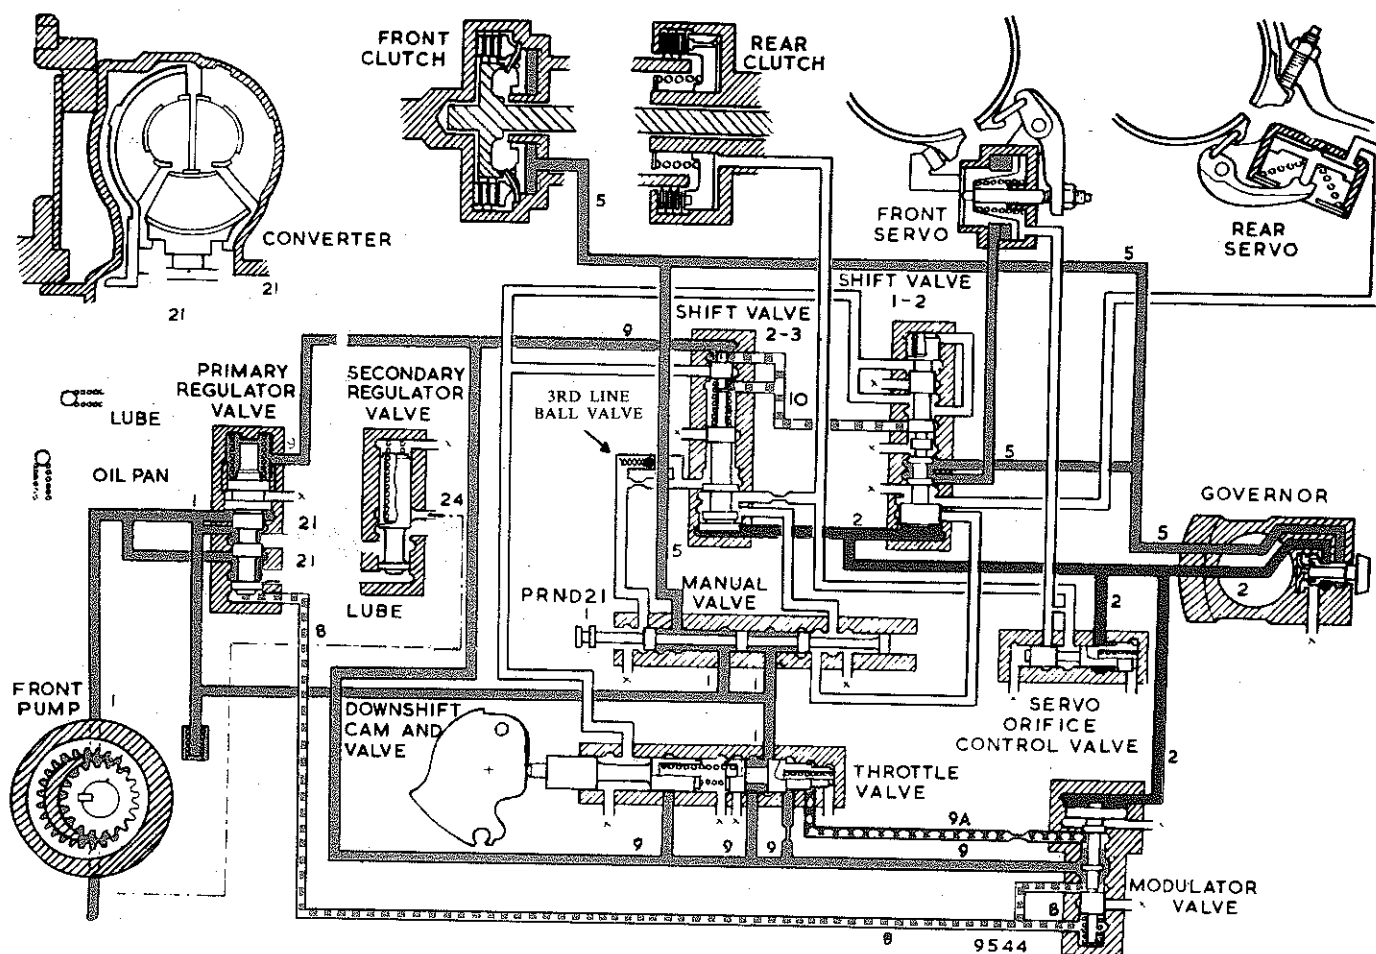 FRONT
CLUTCH
REAR
CLUTCH
5
FRONT
SERVO
REAR
SERVO
CONVERTER
21
21
5
SHIFT VALVE
1-2
SHIFT VALVE
2-3
9
PRIMARY
REGULATOR
VALVE
SECONDARY
REGULATOR
VALVE
3RD LINE
BALL VALVE
10
LUBE
9
5
OIL PAN
x
x
x
x
x
x
1
24
21
21
GOVERNOR
2
5
5
2
LUBE
MANUAL
VALVE
PRND21
2
8
x
x
x
x
x
1
1
1
FRONT
PUMP
1
DOWNSHIFT
CAM AND
VALVE
1
SERVO
ORIFICE
CONTROL VALVE
2
THROTTLE
VALVE
x
x
x
x
9A
x
9
9
9
9
MODULATOR
VALVE
8
x
8
9544